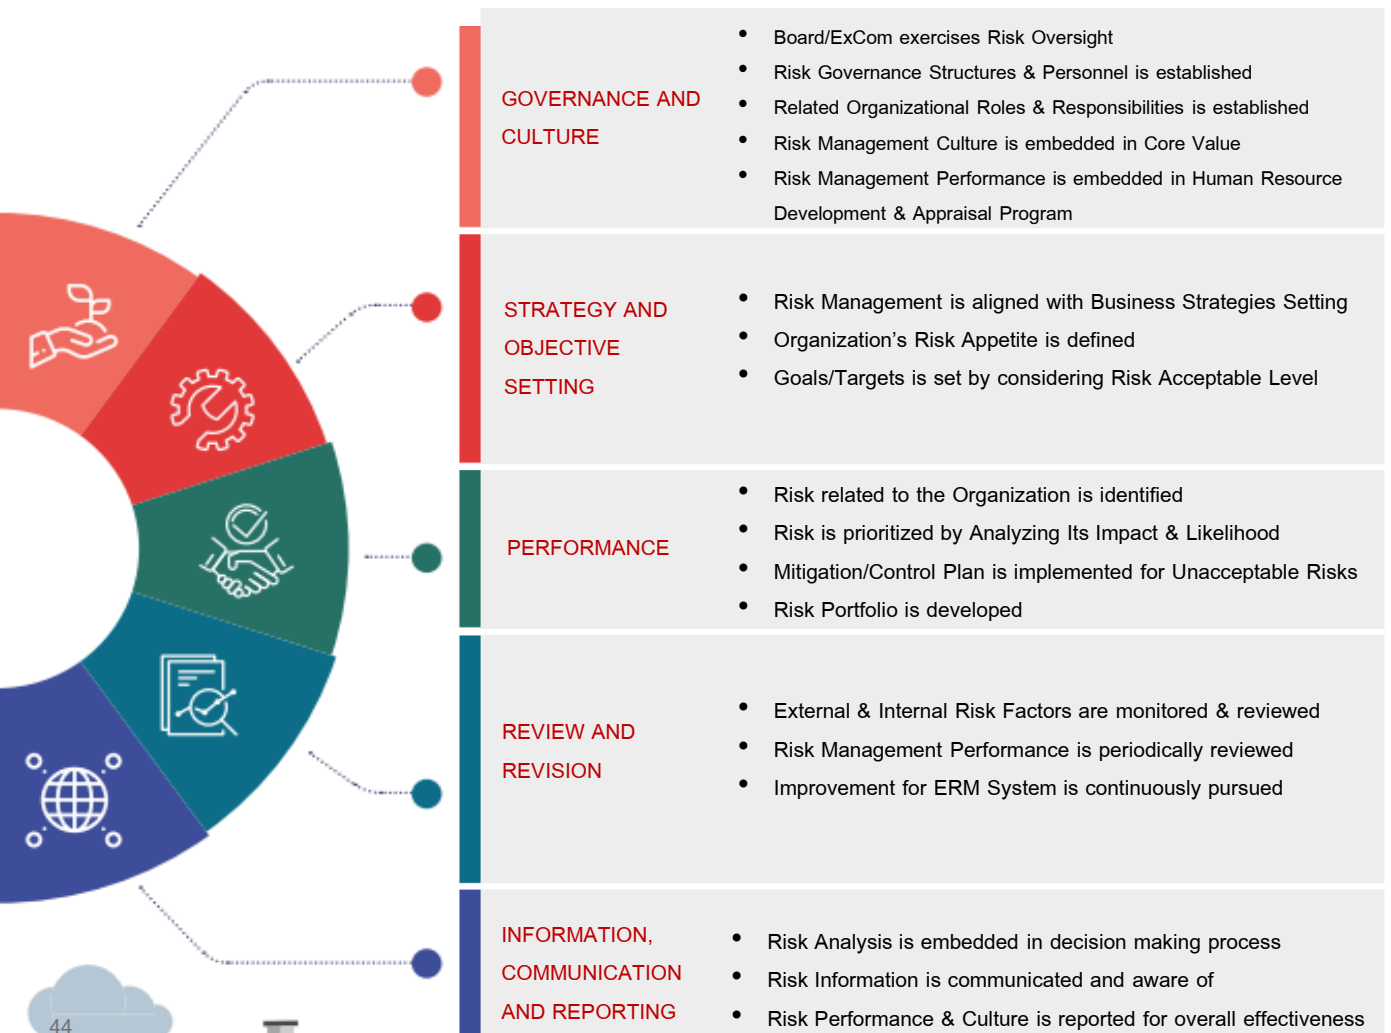 GOVERNANCE AND
CULTURE
• Board/ExCom exercises Risk Oversight
• Risk Governance Structures & Personnel is established
• Related Organizational Roles & Responsibilities is established
• Risk Management Culture is embedded in Core Value
• Risk Management Performance is embedded in Human Resource
Development & Appraisal Program
STRATEGY AND
OBJECTIVE
SETTING
• Risk Management is aligned with Business Strategies Setting
• Organization’s Risk Appetite is defined
• Goals/Targets is set by considering Risk Acceptable Level
PERFORMANCE
• Risk related to the Organization is identified
• Risk is prioritized by Analyzing Its Impact & Likelihood
• Mitigation/Control Plan is implemented for Unacceptable Risks
• Risk Portfolio is developed
REVIEW AND
REVISION
• External & Internal Risk Factors are monitored & reviewed
• Risk Management Performance is periodically reviewed
• Improvement for ERM System is continuously pursued
INFORMATION,
COMMUNICATION
AND REPORTING
• Risk Analysis is embedded in decision making process
• Risk Information is communicated and aware of
• Risk Performance & Culture is reported for overall effectiveness
44